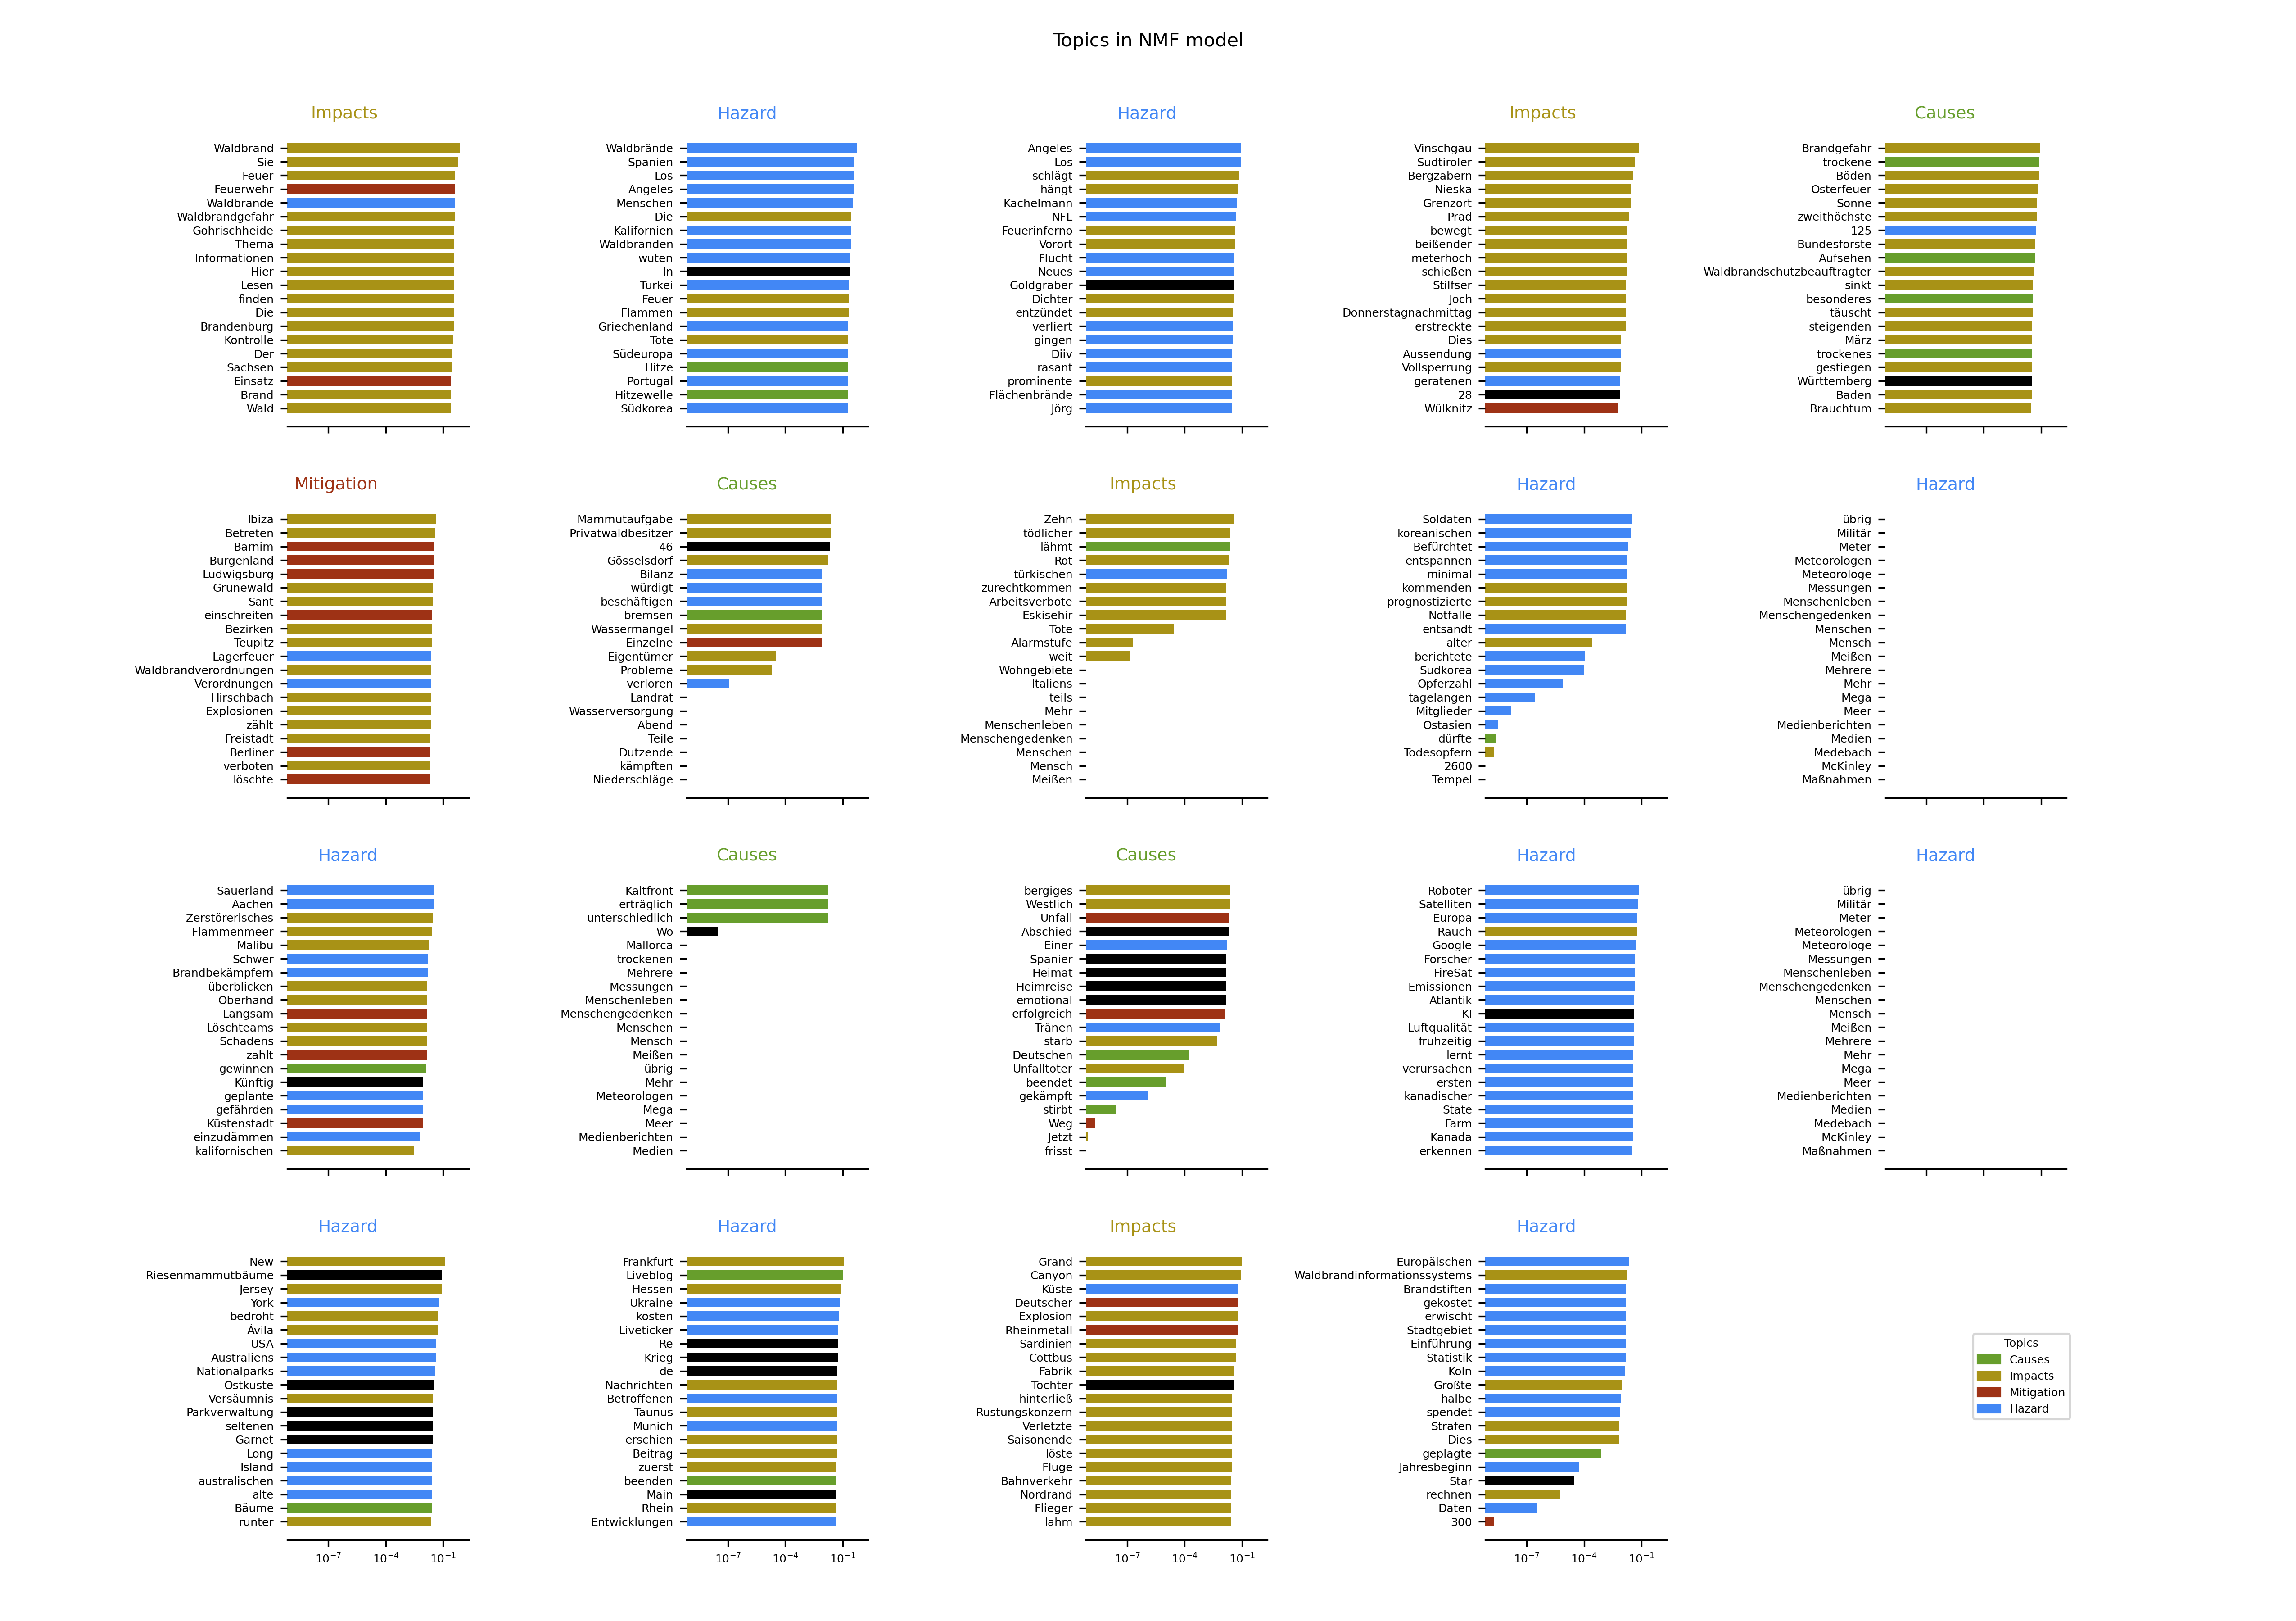 Topics in NMF model
Impacts
Waldbrand
Sie
Feuer
Feuerwehr
Waldbrände
Waldbrandgefahr
Gohrischheide
Thema
Informationen
Hier
Lesen
finden
Die
Brandenburg
Kontrolle
Der
Sachsen
Einsatz
Brand
Wald
Hazard
Waldbrände
Spanien
Los
Angeles
Menschen
Die
Kalifornien
Waldbränden
wüten
In
Türkei
Feuer
Flammen
Griechenland
Tote
Südeuropa
Hitze
Portugal
Hitzewelle
Südkorea
Hazard
Angeles
Los
schlägt
hängt
Kachelmann
NFL
Feuerinferno
Vorort
Flucht
Neues
Goldgräber
Dichter
entzündet
verliert
gingen
Diiv
rasant
prominente
Flächenbrände
Jörg
Impacts
Vinschgau
Südtiroler
Bergzabern
Nieska
Grenzort
Prad
bewegt
beißender
meterhoch
schießen
Stilfser
Joch
Donnerstagnachmittag
erstreckte
Dies
Aussendung
Vollsperrung
geratenen
28
Wülknitz
Causes
Brandgefahr
trockene
Böden
Osterfeuer
Sonne
zweithöchste
125
Bundesforste
Aufsehen
Waldbrandschutzbeauftragter
sinkt
besonderes
täuscht
steigenden
März
trockenes
gestiegen
Württemberg
Baden
Brauchtum
Mitigation
Ibiza
Betreten
Barnim
Burgenland
Ludwigsburg
Grunewald
Sant
einschreiten
Bezirken
Teupitz
Lagerfeuer
Waldbrandverordnungen
Verordnungen
Hirschbach
Explosionen
zählt
Freistadt
Berliner
verboten
löschte
Causes
Mammutaufgabe
Privatwaldbesitzer
46
Gösselsdorf
Bilanz
würdigt
beschäftigen
bremsen
Wassermangel
Einzelne
Eigentümer
Probleme
verloren
Landrat
Wasserversorgung
Abend
Teile
Dutzende
kämpften
Niederschläge
Impacts
Zehn
tödlicher
lähmt
Rot
türkischen
zurechtkommen
Arbeitsverbote
Eskisehir
Tote
Alarmstufe
weit
Wohngebiete
Italiens
teils
Mehr
Menschenleben
Menschengedenken
Menschen
Mensch
Meißen
Hazard
Soldaten
koreanischen
Befürchtet
entspannen
minimal
kommenden
prognostizierte
Notfälle
entsandt
alter
berichtete
Südkorea
Opferzahl
tagelangen
Mitglieder
Ostasien
dürfte
Todesopfern
2600
Tempel
Hazard
übrig
Militär
Meter
Meteorologen
Meteorologe
Messungen
Menschenleben
Menschengedenken
Menschen
Mensch
Meißen
Mehrere
Mehr
Mega
Meer
Medienberichten
Medien
Medebach
McKinley
Maßnahmen
Hazard
Sauerland
Aachen
Zerstörerisches
Flammenmeer
Malibu
Schwer
Brandbekämpfern
überblicken
Oberhand
Langsam
Löschteams
Schadens
zahlt
gewinnen
Künftig
geplante
gefährden
Küstenstadt
einzudämmen
kalifornischen
Causes
Kaltfront
erträglich
unterschiedlich
Wo
Mallorca
trockenen
Mehrere
Messungen
Menschenleben
Menschengedenken
Menschen
Mensch
Meißen
übrig
Mehr
Meteorologen
Mega
Meer
Medienberichten
Medien
Causes
bergiges
Westlich
Unfall
Abschied
Einer
Spanier
Heimat
Heimreise
emotional
erfolgreich
Tränen
starb
Deutschen
Unfalltoter
beendet
gekämpft
stirbt
Weg
Jetzt
frisst
Hazard
Roboter
Satelliten
Europa
Rauch
Google
Forscher
FireSat
Emissionen
Atlantik
KI
Luftqualität
frühzeitig
lernt
verursachen
ersten
kanadischer
State
Farm
Kanada
erkennen
Hazard
übrig
Militär
Meter
Meteorologen
Meteorologe
Messungen
Menschenleben
Menschengedenken
Menschen
Mensch
Meißen
Mehrere
Mehr
Mega
Meer
Medienberichten
Medien
Medebach
McKinley
Maßnahmen
Hazard
New
Riesenmammutbäume
Jersey
York
bedroht
Ávila
USA
Australiens
Nationalparks
Ostküste
Versäumnis
Parkverwaltung
seltenen
Garnet
Long
Island
australischen
alte
Bäume
runter
10⁻⁷ 10⁻⁴ 10⁻¹
Hazard
Frankfurt
Liveblog
Hessen
Ukraine
kosten
Liveticker
Re
Krieg
de
Nachrichten
Betroffenen
Taunus
Munich
erschien
Beitrag
zuerst
beenden
Main
Rhein
Entwicklungen
10⁻⁷ 10⁻⁴ 10⁻¹
Impacts
Grand
Canyon
Küste
Deutscher
Explosion
Rheinmetall
Sardinien
Cottbus
Fabrik
Tochter
hinterließ
Rüstungskonzern
Verletzte
Saisonende
löste
Flüge
Bahnverkehr
Nordrand
Flieger
lahm
10⁻⁷ 10⁻⁴ 10⁻¹
Hazard
Europäischen
Waldbrandinformationssystems
Brandstiften
gekostet
erwischt
Stadtgebiet
Einführung
Statistik
Köln
Größte
halbe
spendet
Strafen
Dies
geplagte
Jahresbeginn
Star
rechnen
Daten
300
10⁻⁷ 10⁻⁴ 10⁻¹
Topics
Causes
Impacts
Mitigation
Hazard